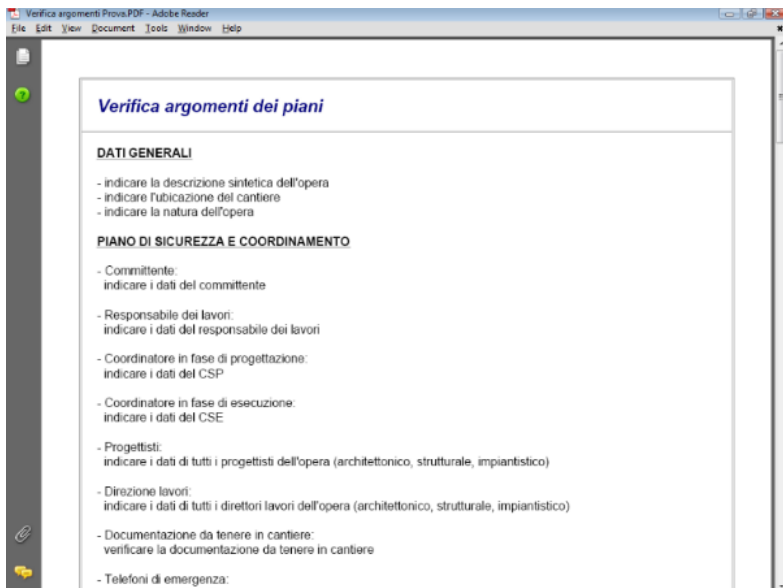 Verifica argomenti Prova.PDF - Adobe Reader
File Edit View Document Tools Window Help
Verifica argomenti dei piani
DATI GENERALI
- indicare la descrizione sintetica dell'opera
- indicare l'ubicazione del cantiere
- indicare la natura dell'opera
PIANO DI SICUREZZA E COORDINAMENTO
- Committente:
indicare i dati del committente
- Responsabile dei lavori:
indicare i dati del responsabile dei lavori
- Coordinatore in fase di progettazione:
indicare i dati del CSP
- Coordinatore in fase di esecuzione:
indicare i dati del CSE
- Progettisti:
indicare i dati di tutti i progettisti dell'opera (architettonico, strutturale, impiantistico)
- Direzione lavori:
indicare i dati di tutti i direttori lavori dell'opera (architettonico, strutturale, impiantistico)
- Documentazione da tenere in cantiere:
verificare la documentazione da tenere in cantiere
- Telefoni di emergenza: